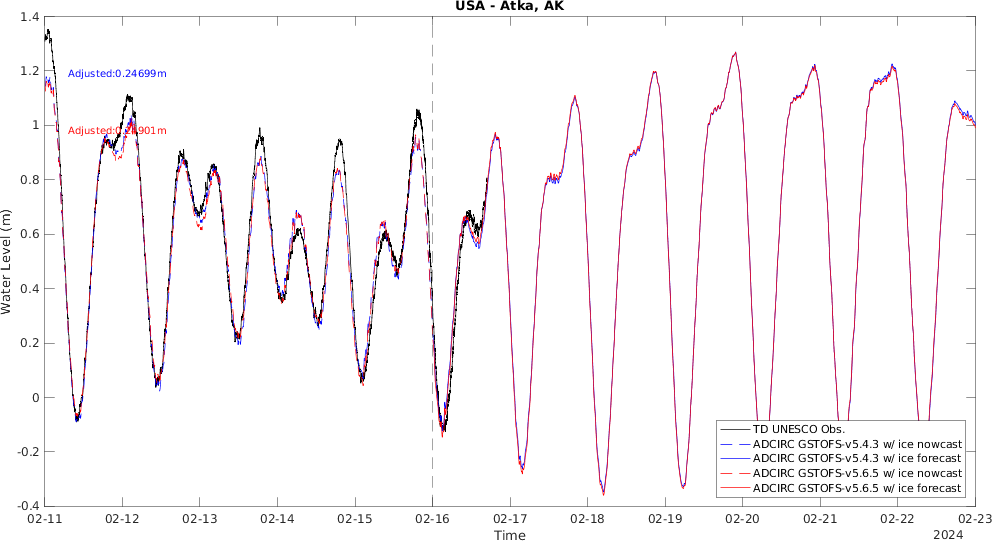 USA - Atka, AK
1.4
1.2
1
0.8
0.6
0.4
0.2
0
-0.2
-0.4
Water Level (m)
Adjusted:0.24699m
TD UNESCO Obs.
ADCIRC GSTOFS-v5.4.3 w/ ice nowcast
ADCIRC GSTOFS-v5.4.3 w/ ice forecast
ADCIRC GSTOFS-v5.6.5 w/ ice nowcast
ADCIRC GSTOFS-v5.6.5 w/ ice forecast
02-11 02-12 02-13 02-14 02-15 02-16 02-17 02-18 02-19 02-20 02-21 02-22 02-23
Time
2024